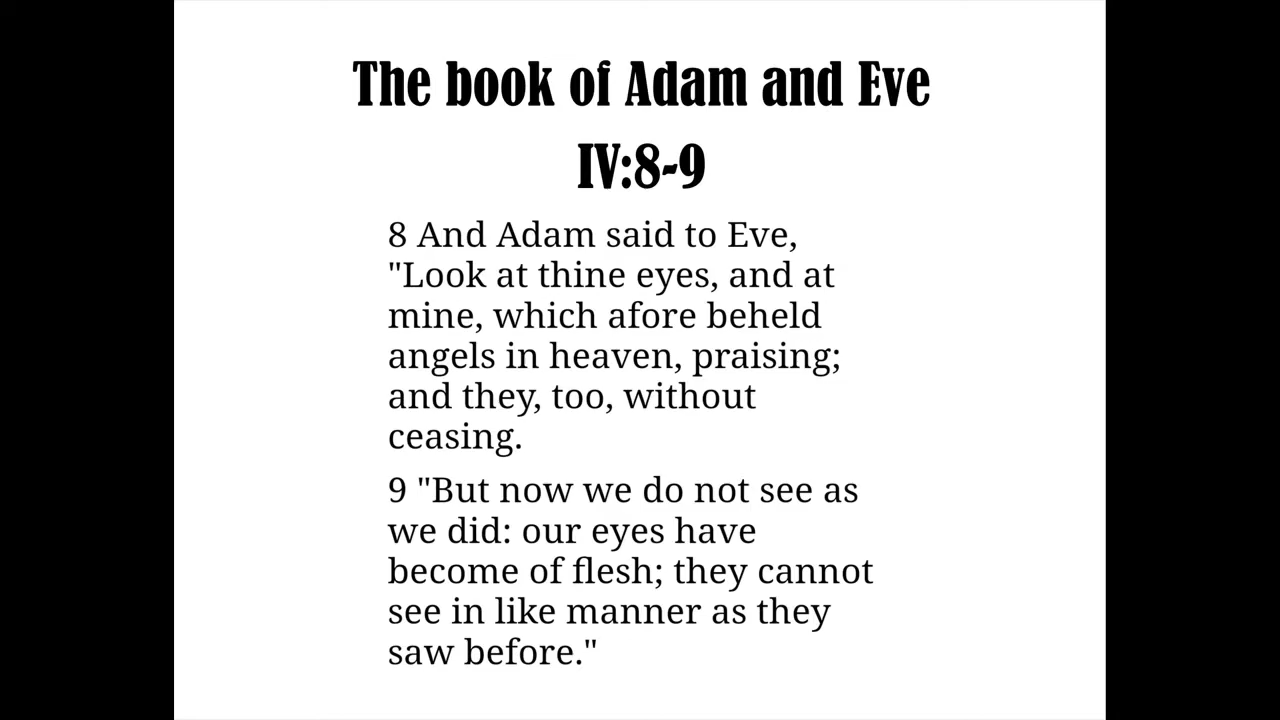 The book of Adam and Eve
IV:8-9
8 And Adam said to Eve,
"Look at thine eyes, and at
mine, which afore beheld
angels in heaven, praising;
and they, too, without
ceasing.
9 "But now we do not see as
we did: our eyes have
become of flesh; they cannot
see in like manner as they
saw before."